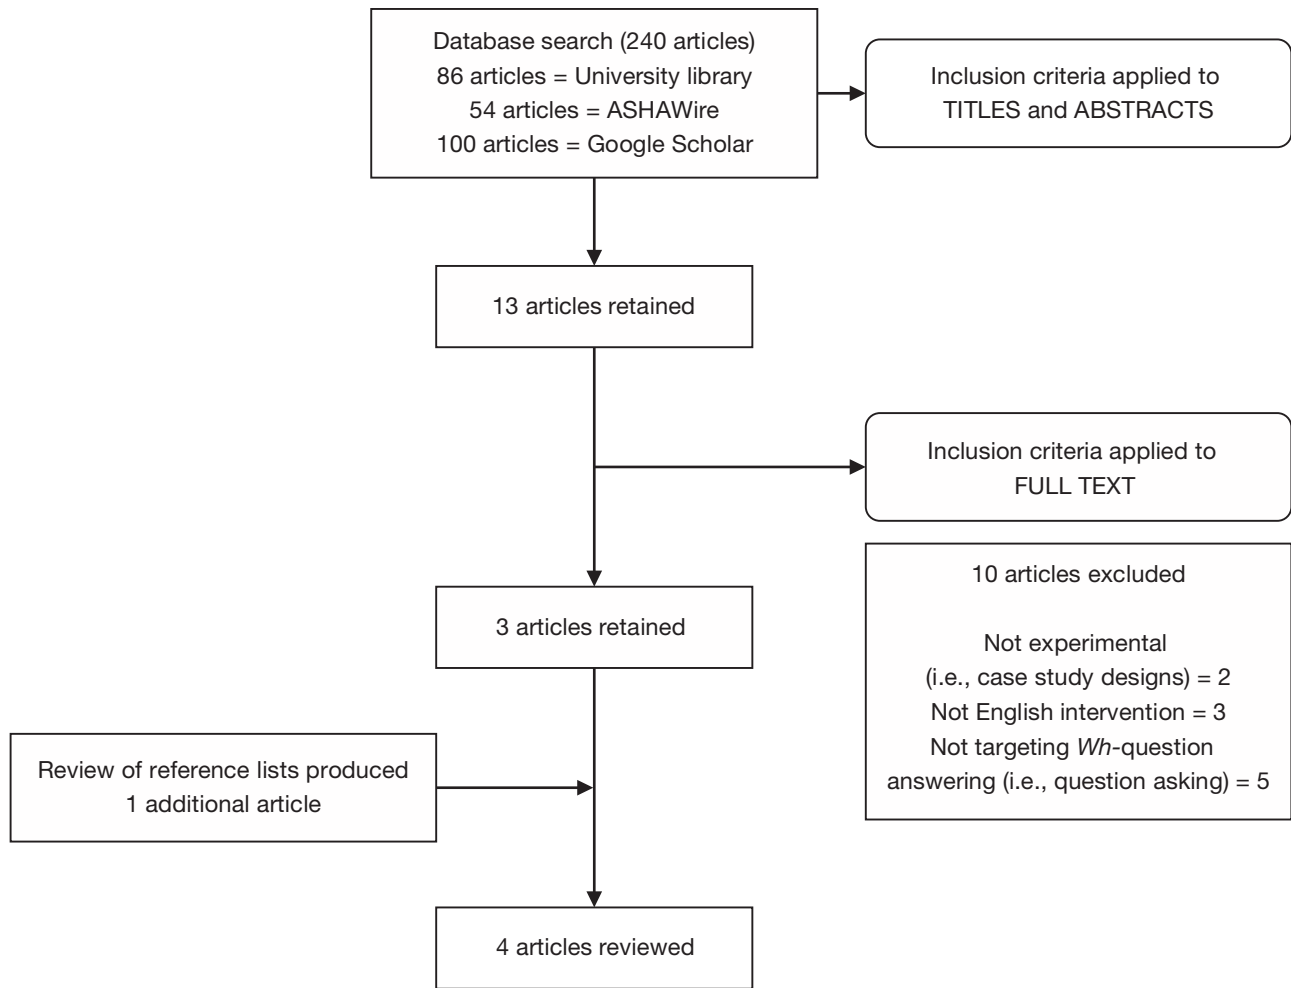 Database search (240 articles)
86 articles = University library
54 articles = ASHAWire
100 articles = Google Scholar
Inclusion criteria applied to
TITLES and ABSTRACTS
13 articles retained
Inclusion criteria applied to
FULL TEXT
10 articles excluded
Not experimental
(i.e., case study designs) = 2
Not English intervention = 3
Not targeting Wh-question
answering (i.e., question asking) = 5
3 articles retained
Review of reference lists produced
1 additional article
4 articles reviewed